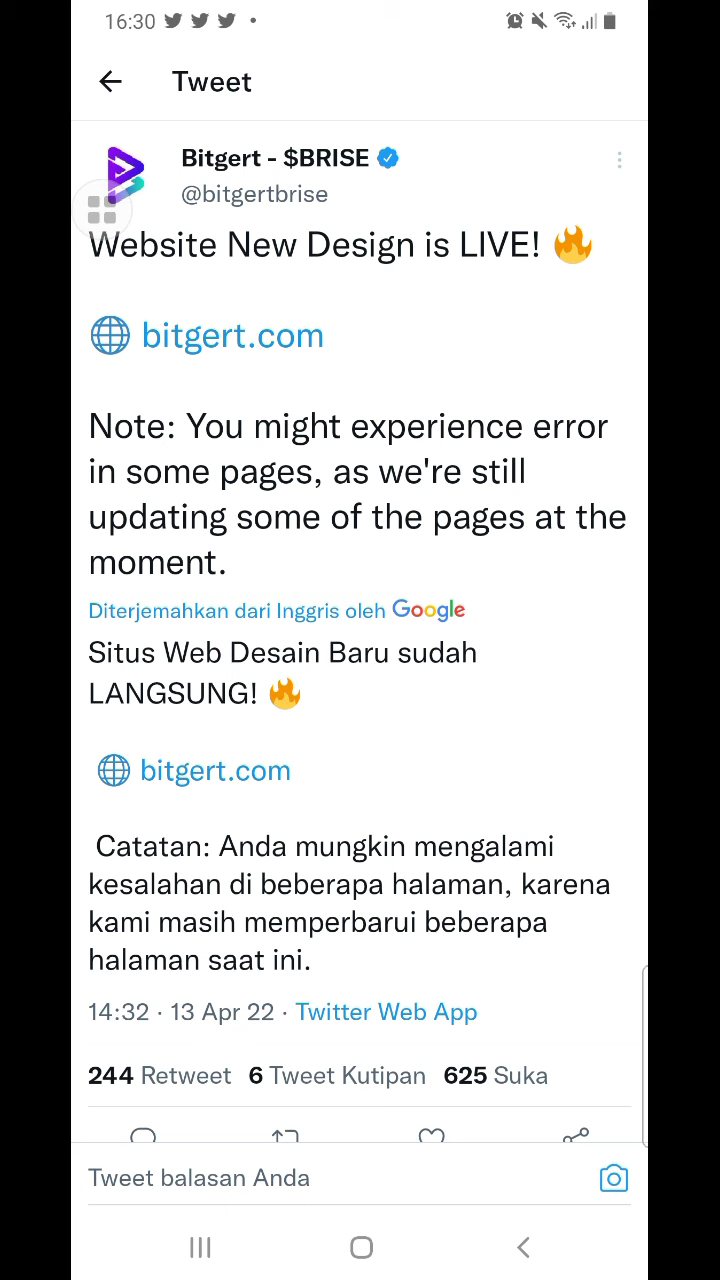 16:30
Tweet
Bitgert - $BRISE
@bitgertbrise
Website New Design is LIVE! 🔥
bitgert.com
Note: You might experience error
in some pages, as we're still
updating some of the pages at the
moment.
Diterjemahkan dari Inggris oleh Google
Situs Web Desain Baru sudah
LANGSUNG! 🔥
bitgert.com
Catatan: Anda mungkin mengalami
kesalahan di beberapa halaman, karena
kami masih memperbarui beberapa
halaman saat ini.
14:32 · 13 Apr 22 · Twitter Web App
244 Retweet 6 Tweet Kutipan 625 Suka
Tweet balasan Anda